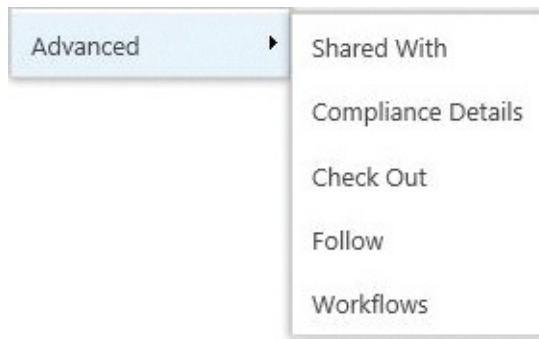 Advanced
Shared With
Compliance Details
Check Out
Follow
Workflows